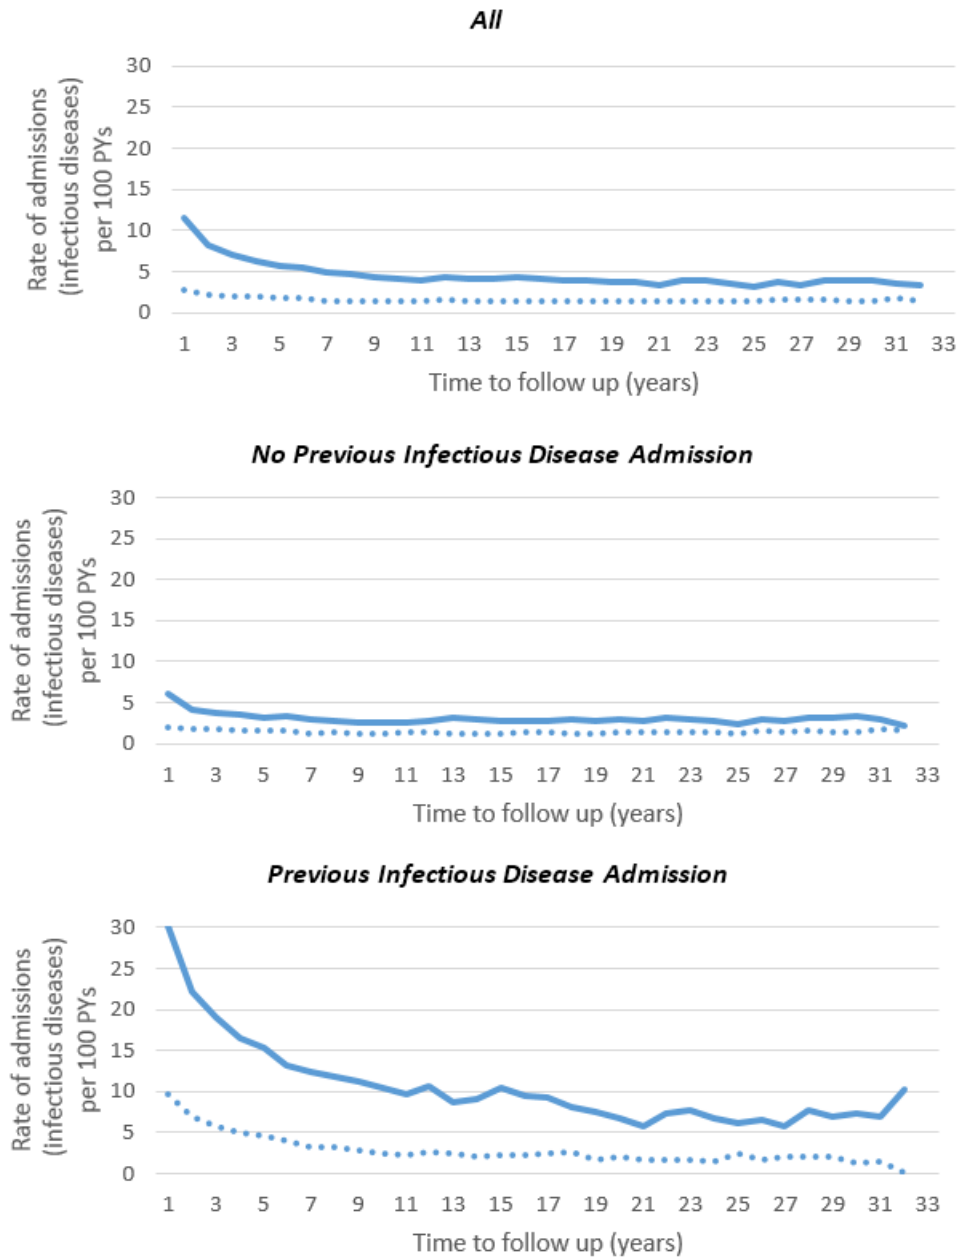 All
Rate of admissions
(infectious diseases)
per 100 PYs
30
25
20
15
10
5
0
1 3 5 7 9 11 13 15 17 19 21 23 25 27 29 31 33
Time to follow up (years)
No Previous Infectious Disease Admission
Rate of admissions
(infectious diseases)
per 100 PYs
30
25
20
15
10
5
0
1 3 5 7 9 11 13 15 17 19 21 23 25 27 29 31 33
Time to follow up (years)
Previous Infectious Disease Admission
Rate of admissions
(infectious diseases)
per 100 PYs
30
25
20
15
10
5
0
1 3 5 7 9 11 13 15 17 19 21 23 25 27 29 31 33
Time to follow up (years)